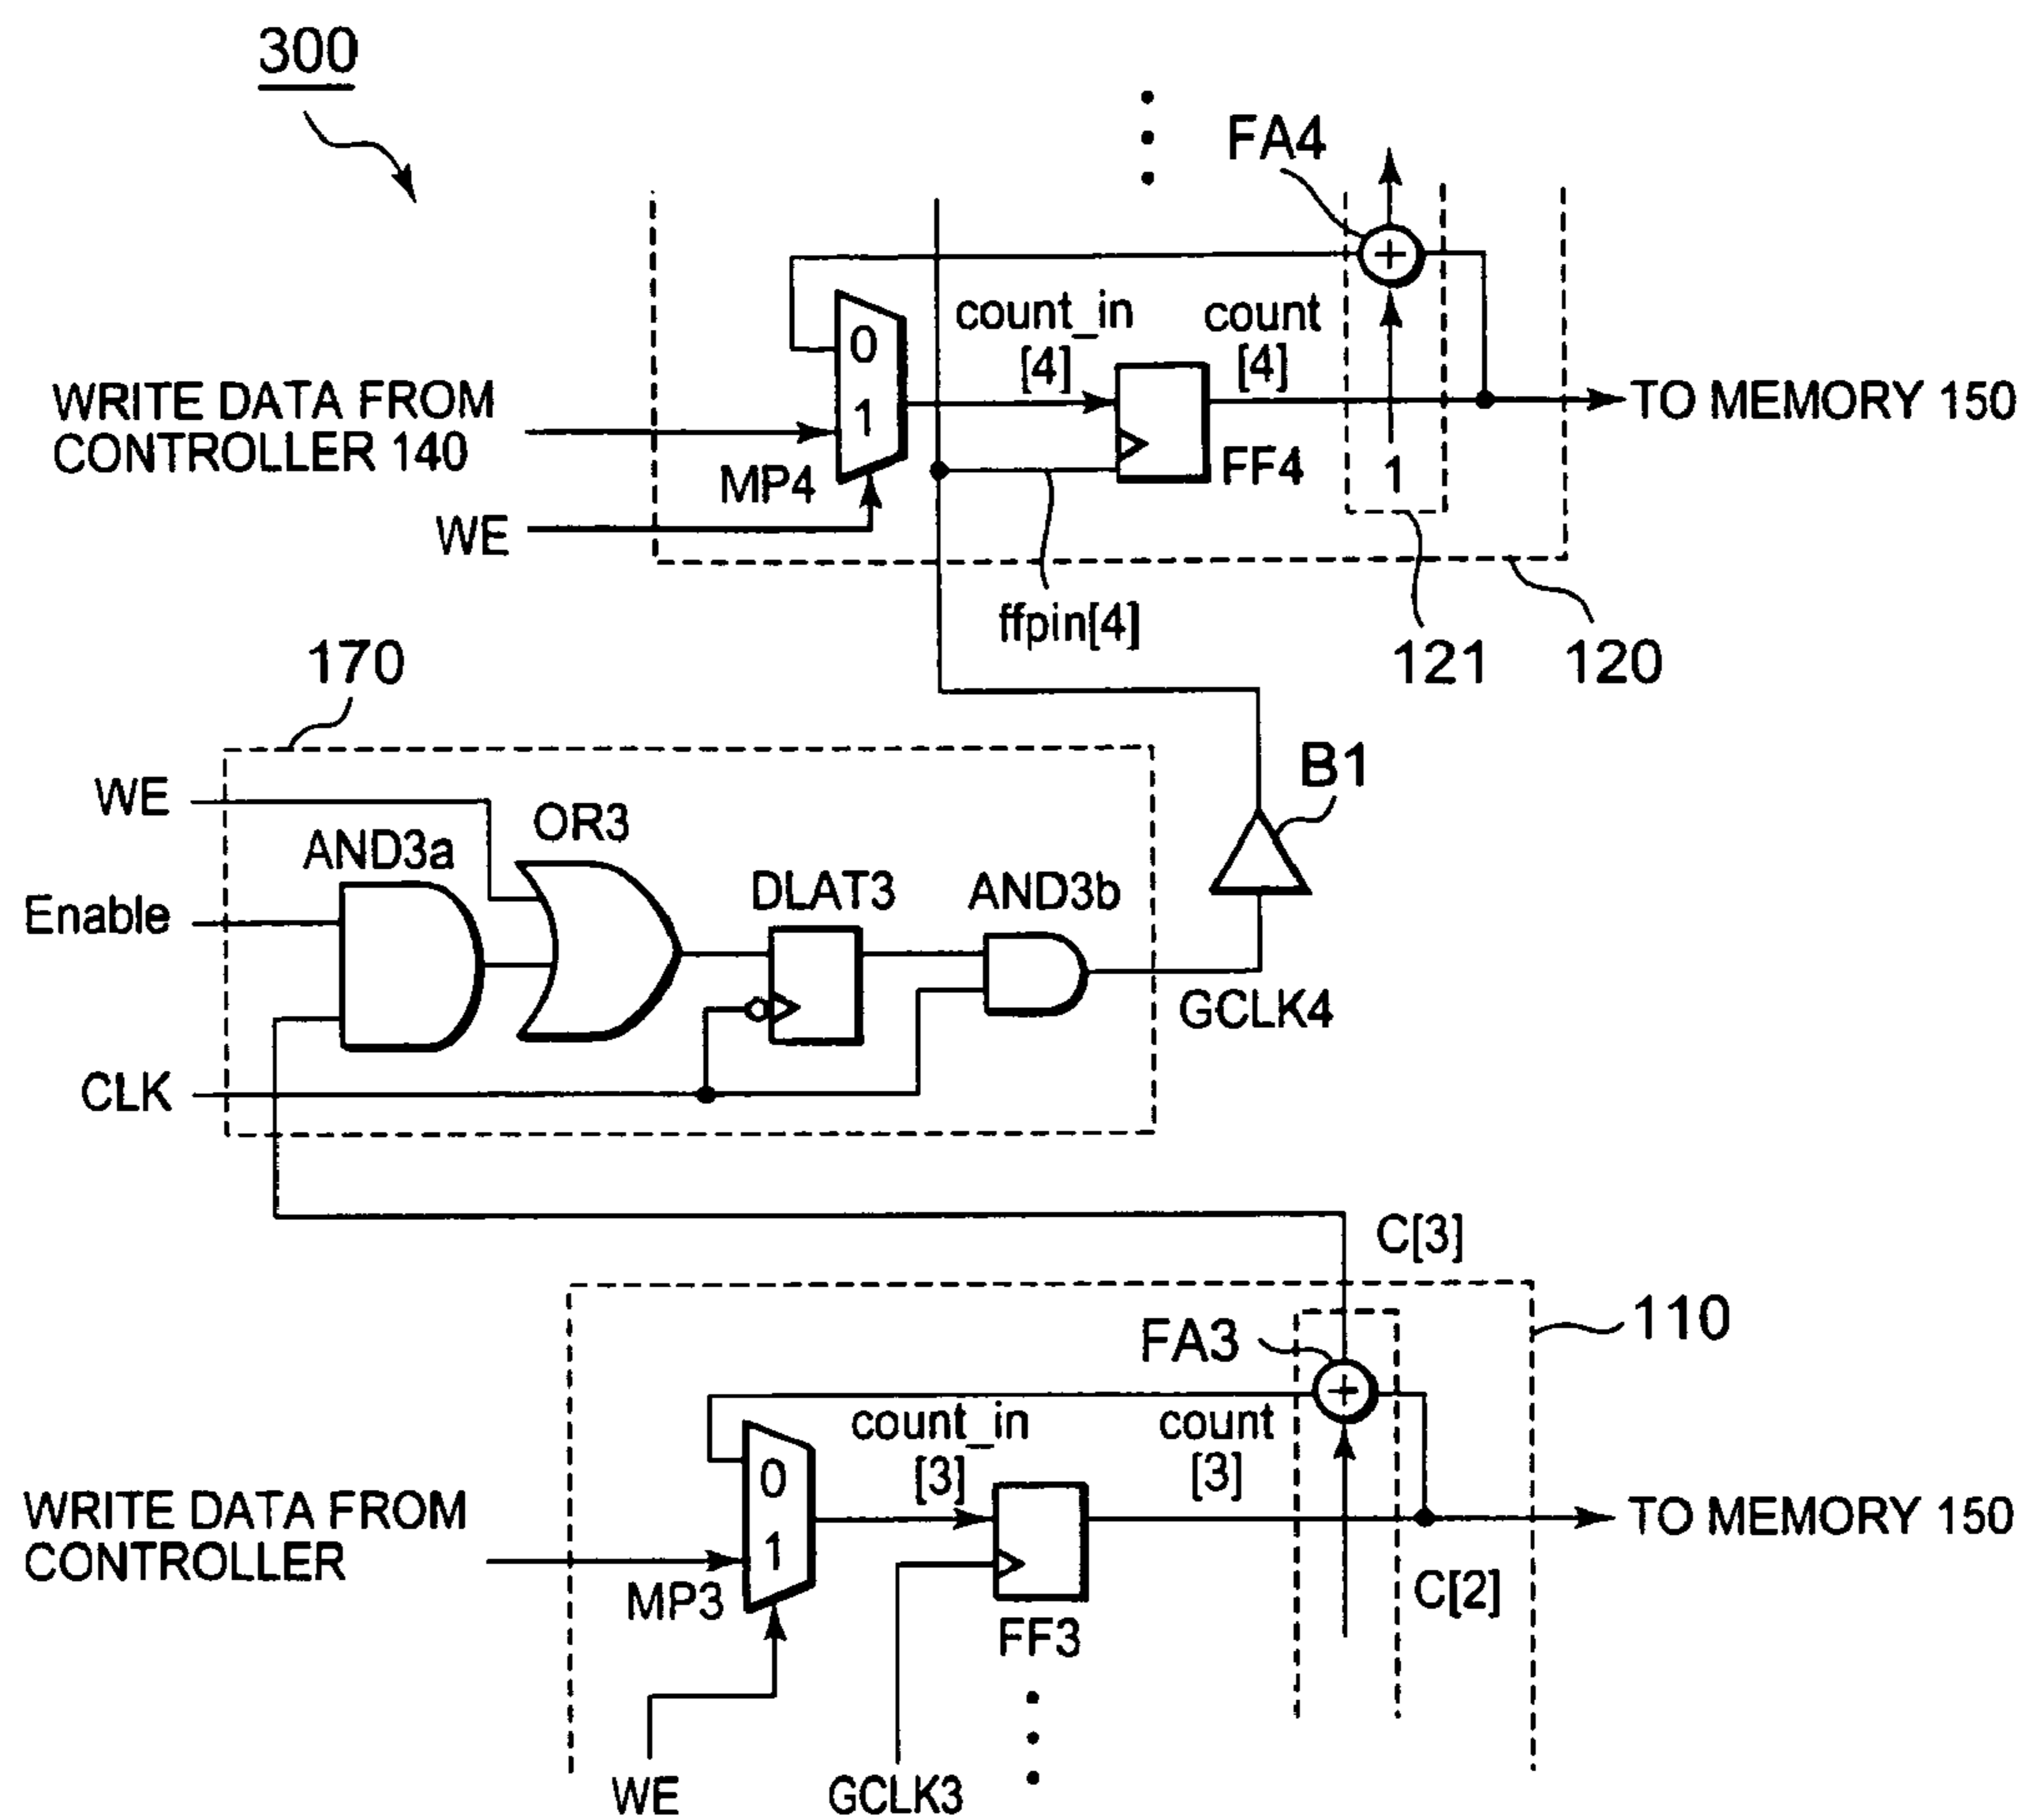 300
FA4
count_in
[4]
count
[4]
0
1
+
WRITE DATA FROM
CONTROLLER 140
TO MEMORY 150
MP4
FF4
1
WE
ffpin[4]
121
120
170
B1
WE
OR3
AND3a
DLAT3
AND3b
Enable
GCLK4
CLK
C[3]
110
FA3
+
count_in
[3]
count
[3]
0
1
WRITE DATA FROM
CONTROLLER
TO MEMORY 150
MP3
C[2]
FF3
WE
GCLK3